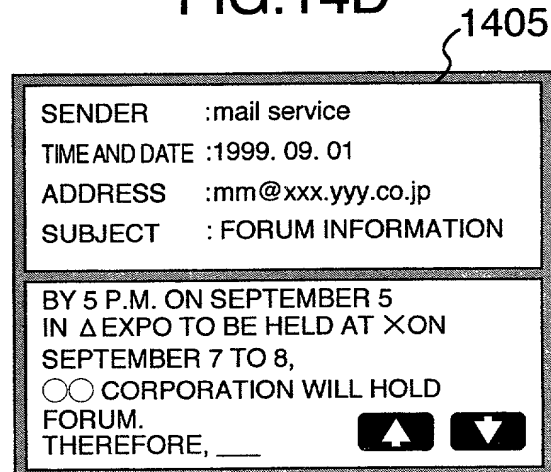 FIG.14D
1405
SENDER :mail service
TIME AND DATE :1999. 09. 01
ADDRESS :mm@xxx.yyy.co.jp
SUBJECT : FORUM INFORMATION
BY 5 P.M. ON SEPTEMBER 5
IN △ EXPO TO BE HELD AT ×ON
SEPTEMBER 7 TO 8,
○○ CORPORATION WILL HOLD
FORUM.
THEREFORE, ___